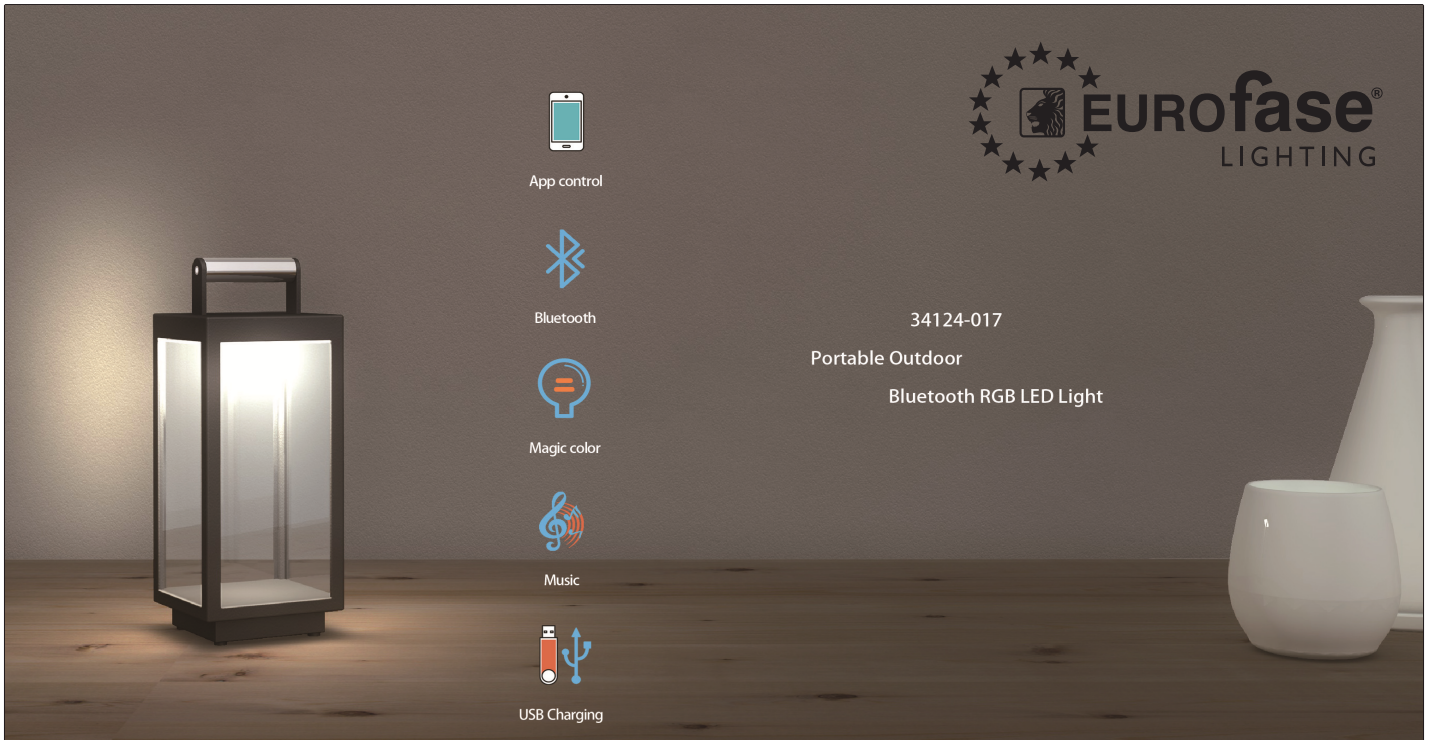 EUROfase®
LIGHTING
App control
Bluetooth
Magic color
Music
USB Charging
34124-017
Portable Outdoor
Bluetooth RGB LED Light